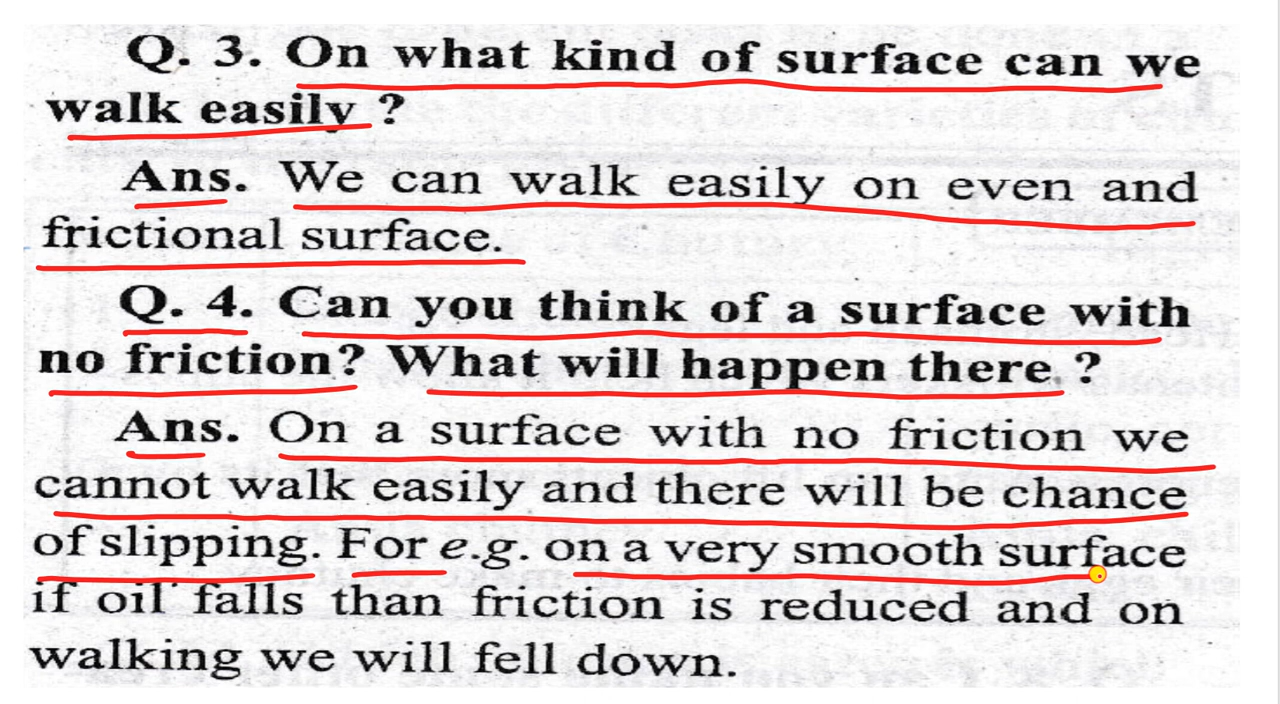 Q. 3. On what kind of surface can we
walk easily ?
Ans. We can walk easily on even and
frictional surface.
Q. 4. Can you think of a surface with
no friction? What will happen there. ?
Ans. On a surface with no friction we
cannot walk easily and there will be chance
of slipping. For e.g. on a very smooth surface
if oil falls than friction is reduced and on
walking we will fell down.